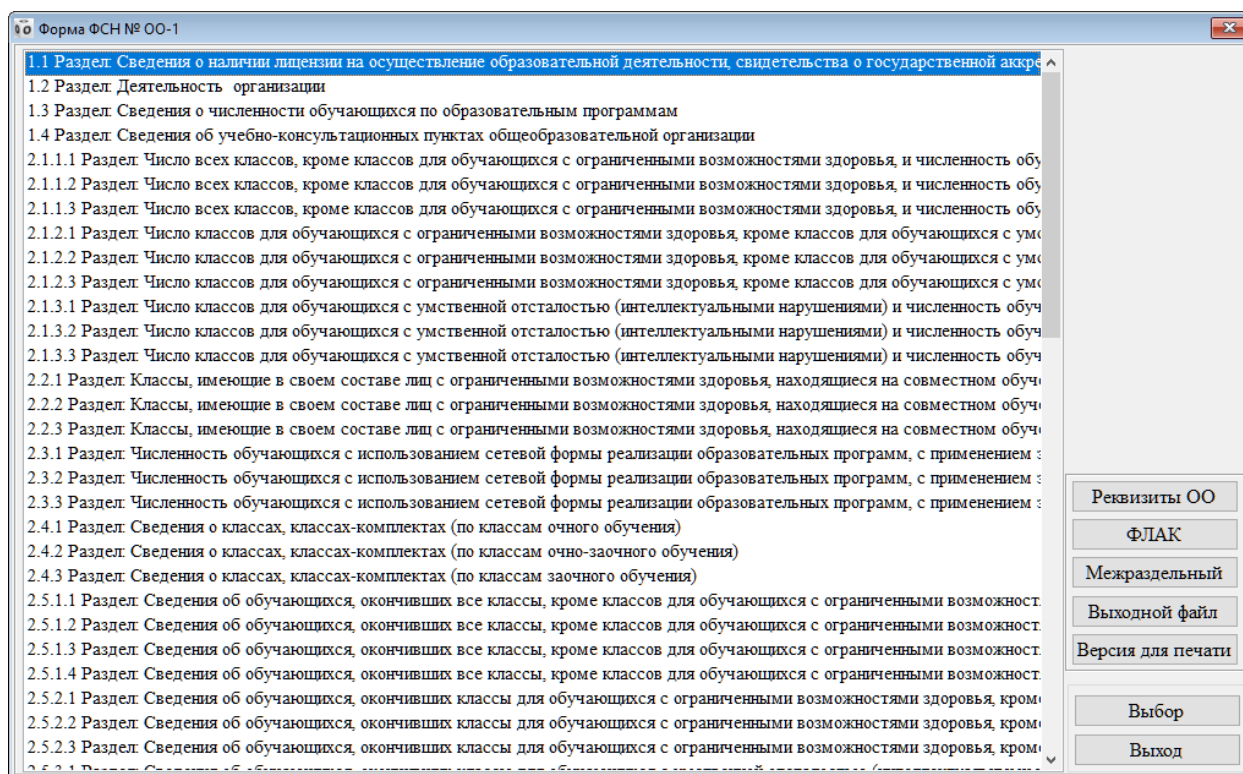 Форма ФСН № ОО-1
1.1 Раздел: Сведения о наличии лицензии на осуществление образовательной деятельности, свидетельства о государственной аккре
1.2 Раздел: Деятельность организации
1.3 Раздел: Сведения о численности обучающихся по образовательным программам
1.4 Раздел: Сведения об учебно-консультационных пунктах общеобразовательной организации
2.1.1.1 Раздел: Число всех классов, кроме классов для обучающихся с ограниченными возможностями здоровья, и численность обу
2.1.1.2 Раздел: Число всех классов, кроме классов для обучающихся с ограниченными возможностями здоровья, и численность обу
2.1.1.3 Раздел: Число всех классов, кроме классов для обучающихся с ограниченными возможностями здоровья, и численность обу
2.1.2.1 Раздел: Число классов для обучающихся с ограниченными возможностями здоровья, кроме классов для обучающихся с умс
2.1.2.2 Раздел: Число классов для обучающихся с ограниченными возможностями здоровья, кроме классов для обучающихся с умс
2.1.2.3 Раздел: Число классов для обучающихся с ограниченными возможностями здоровья, кроме классов для обучающихся с умс
2.1.3.1 Раздел: Число классов для обучающихся с умственной отсталостью (интеллектуальными нарушениями) и численность обуч
2.1.3.2 Раздел: Число классов для обучающихся с умственной отсталостью (интеллектуальными нарушениями) и численность обуч
2.1.3.3 Раздел: Число классов для обучающихся с умственной отсталостью (интеллектуальными нарушениями) и численность обуч
2.2.1 Раздел: Классы, имеющие в своем составе лиц с ограниченными возможностями здоровья, находящиеся на совместном обуч
2.2.2 Раздел: Классы, имеющие в своем составе лиц с ограниченными возможностями здоровья, находящиеся на совместном обуч
2.2.3 Раздел: Классы, имеющие в своем составе лиц с ограниченными возможностями здоровья, находящиеся на совместном обуч
2.3.1 Раздел: Численность обучающихся с использованием сетевой формы реализации образовательных программ, с применением э
2.3.2 Раздел: Численность обучающихся с использованием сетевой формы реализации образовательных программ, с применением э
2.3.3 Раздел: Численность обучающихся с использованием сетевой формы реализации образовательных программ, с применением э
2.4.1 Раздел: Сведения о классах, классах-комплектах (по классам очного обучения)
2.4.2 Раздел: Сведения о классах, классах-комплектах (по классам очно-заочного обучения)
2.4.3 Раздел: Сведения о классах, классах-комплектах (по классам заочного обучения)
2.5.1.1 Раздел: Сведения об обучающихся, окончивших все классы, кроме классов для обучающихся с ограниченными возможност
2.5.1.2 Раздел: Сведения об обучающихся, окончивших все классы, кроме классов для обучающихся с ограниченными возможност
2.5.1.3 Раздел: Сведения об обучающихся, окончивших все классы, кроме классов для обучающихся с ограниченными возможност
2.5.1.4 Раздел: Сведения об обучающихся, окончивших все классы, кроме классов для обучающихся с ограниченными возможност
2.5.2.1 Раздел: Сведения об обучающихся, окончивших классы для обучающихся с ограниченными возможностями здоровья, кром
2.5.2.2 Раздел: Сведения об обучающихся, окончивших классы для обучающихся с ограниченными возможностями здоровья, кром
2.5.2.3 Раздел: Сведения об обучающихся, окончивших классы для обучающихся с ограниченными возможностями здоровья, кром
Реквизиты ОО
ФЛАК
Межраздельный
Выходной файл
Версия для печати
Выбор
Выход